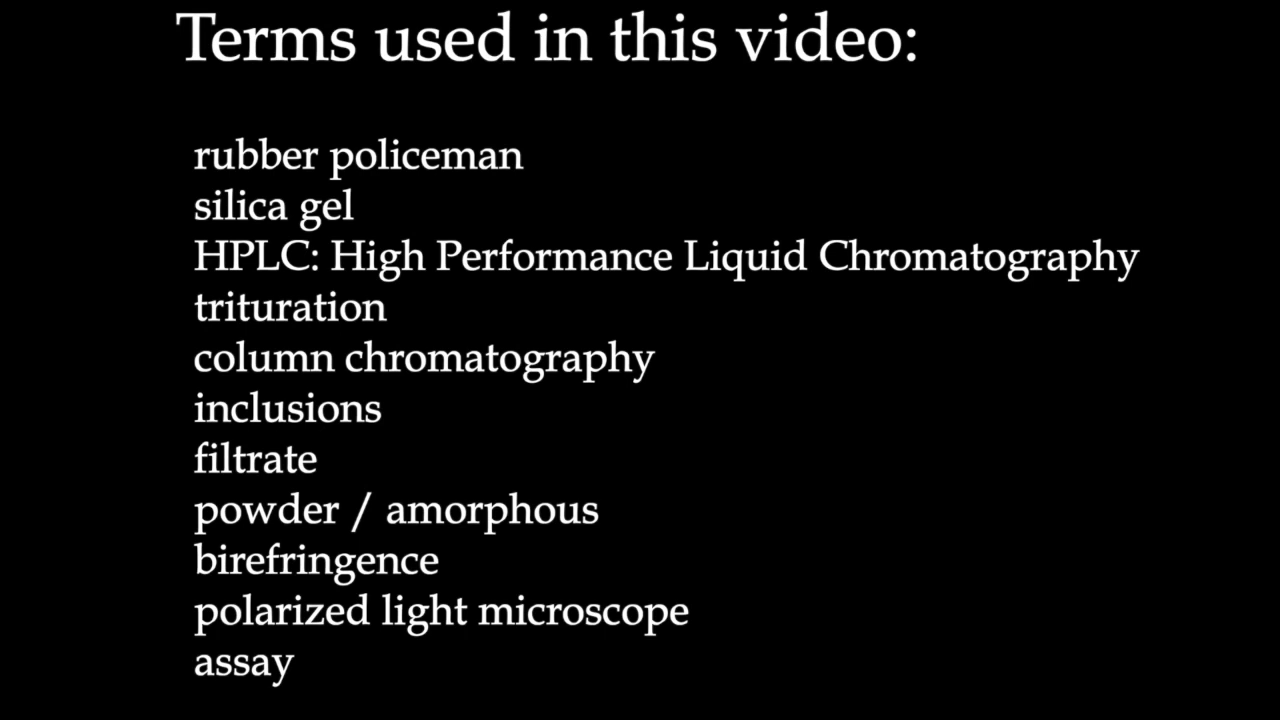 Terms used in this video:
rubber policeman
silica gel
HPLC: High Performance Liquid Chromatography
trituration
column chromatography
inclusions
filtrate
powder / amorphous
birefringence
polarized light microscope
assay